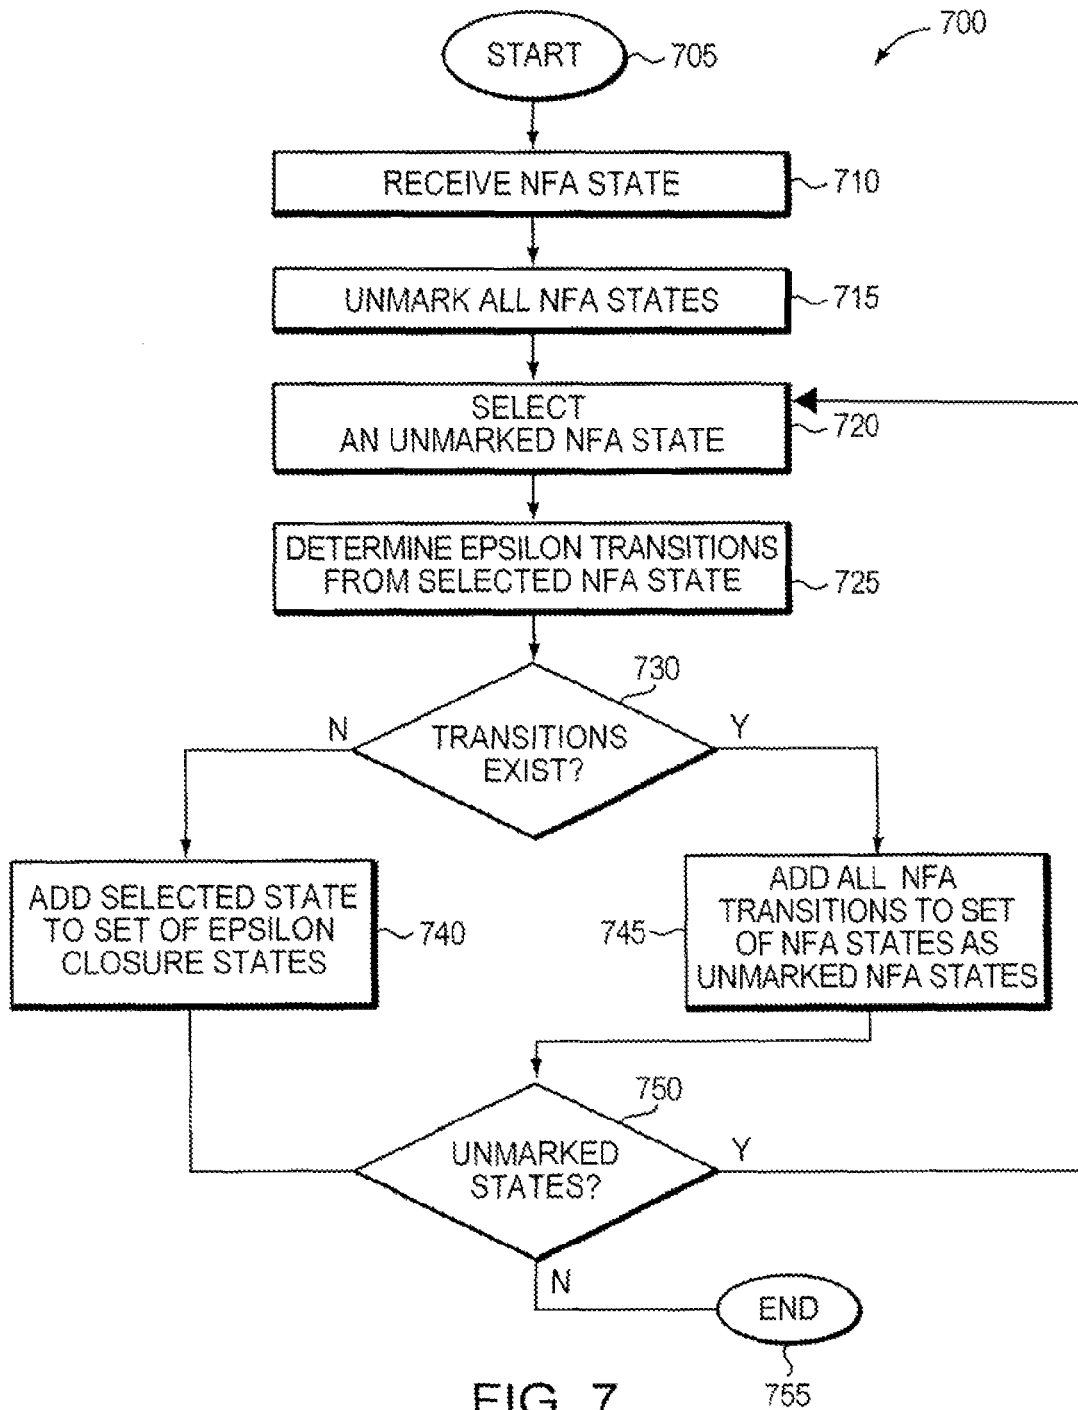 700
START
705
RECEIVE NFA STATE
710
UNMARK ALL NFA STATES
715
SELECT
AN UNMARKED NFA STATE
720
DETERMINE EPSILON TRANSITIONS
FROM SELECTED NFA STATE
725
730
N
Y
TRANSITIONS
EXIST?
ADD SELECTED STATE
TO SET OF EPSILON
CLOSURE STATES
740
745
ADD ALL NFA
TRANSITIONS TO SET
OF NFA STATES AS
UNMARKED NFA STATES
750
Y
UNMARKED
STATES?
N
END
755
FIG. 7